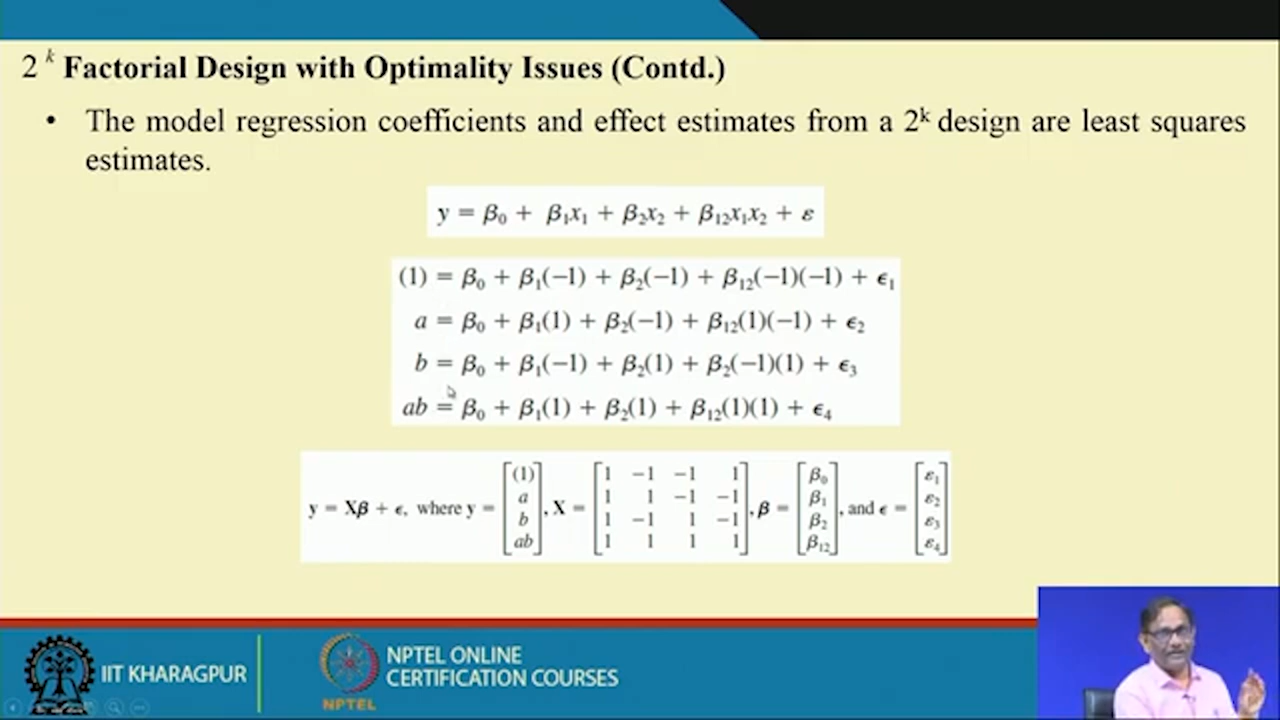 2 ᵏ Factorial Design with Optimality Issues (Contd.)
• The model regression coefficients and effect estimates from a 2ᵏ design are least squares
estimates.
y = β₀ + β₁x₁ + β₂x₂ + β₁₂x₁x₂ + ε
(1) = β₀ + β₁(−1) + β₂(−1) + β₁₂(−1)(−1) + ϵ₁
a = β₀ + β₁(1) + β₂(−1) + β₁₂(1)(−1) + ϵ₂
b = β₀ + β₁(−1) + β₂(1) + β₂(−1)(1) + ϵ₃
ab = β₀ + β₁(1) + β₂(1) + β₁₂(1)(1) + ϵ₄
y = Xβ + ϵ, where y = [(1) a b ab], X = [1 −1 −1 1
1 1 −1 −1
1 −1 1 −1
1 1 1 1], β = [β₀ β₁ β₂ β₁₂], and ϵ = [ε₁ ε₂ ε₃ ε₄]
IIT KHARAGPUR
NPTEL
NPTEL ONLINE
CERTIFICATION COURSES